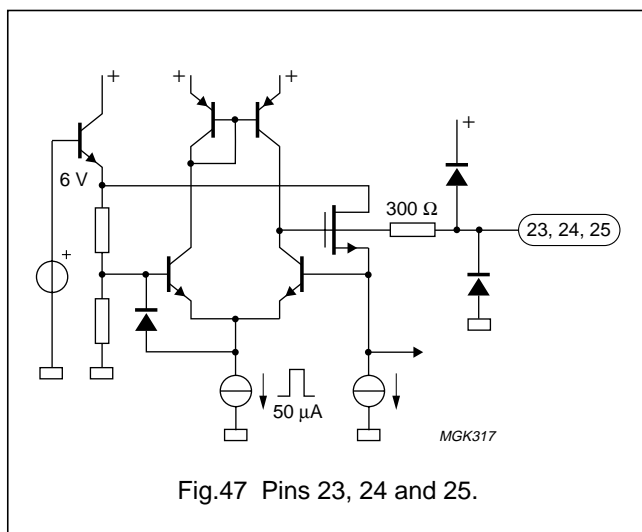 + + +
+
6 V
300 Ω
23, 24, 25
+
50 μA
MGK317
Fig.47 Pins 23, 24 and 25.